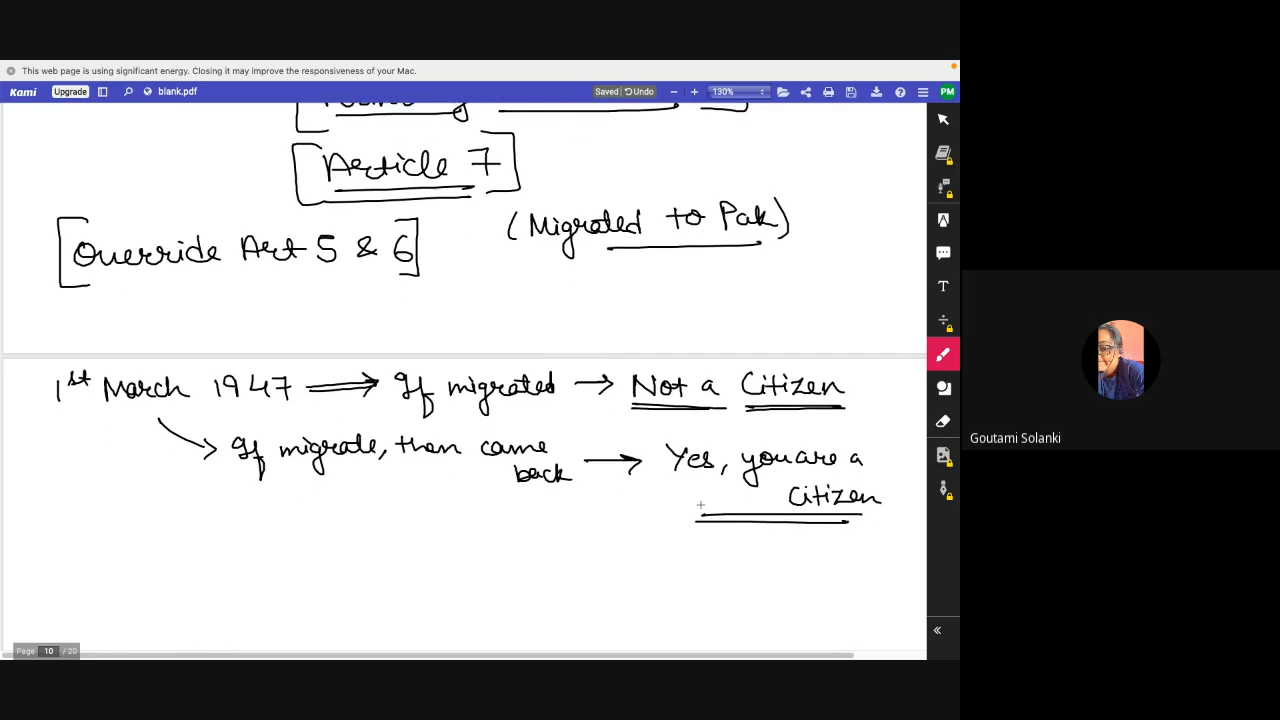 This web page is using significant energy. Closing it may improve the responsiveness of your Mac.
Kami Upgrade blank.pdf Saved Undo 130% PM
[Article 7]
(Migrated to Pak)
[Override Art 5 & 6]
1st March 1947 ⟹ If migrated → Not a Citizen
→ If migrate, then came back → Yes, you are a Citizen
Goutami Solanki
Page 10 / 20